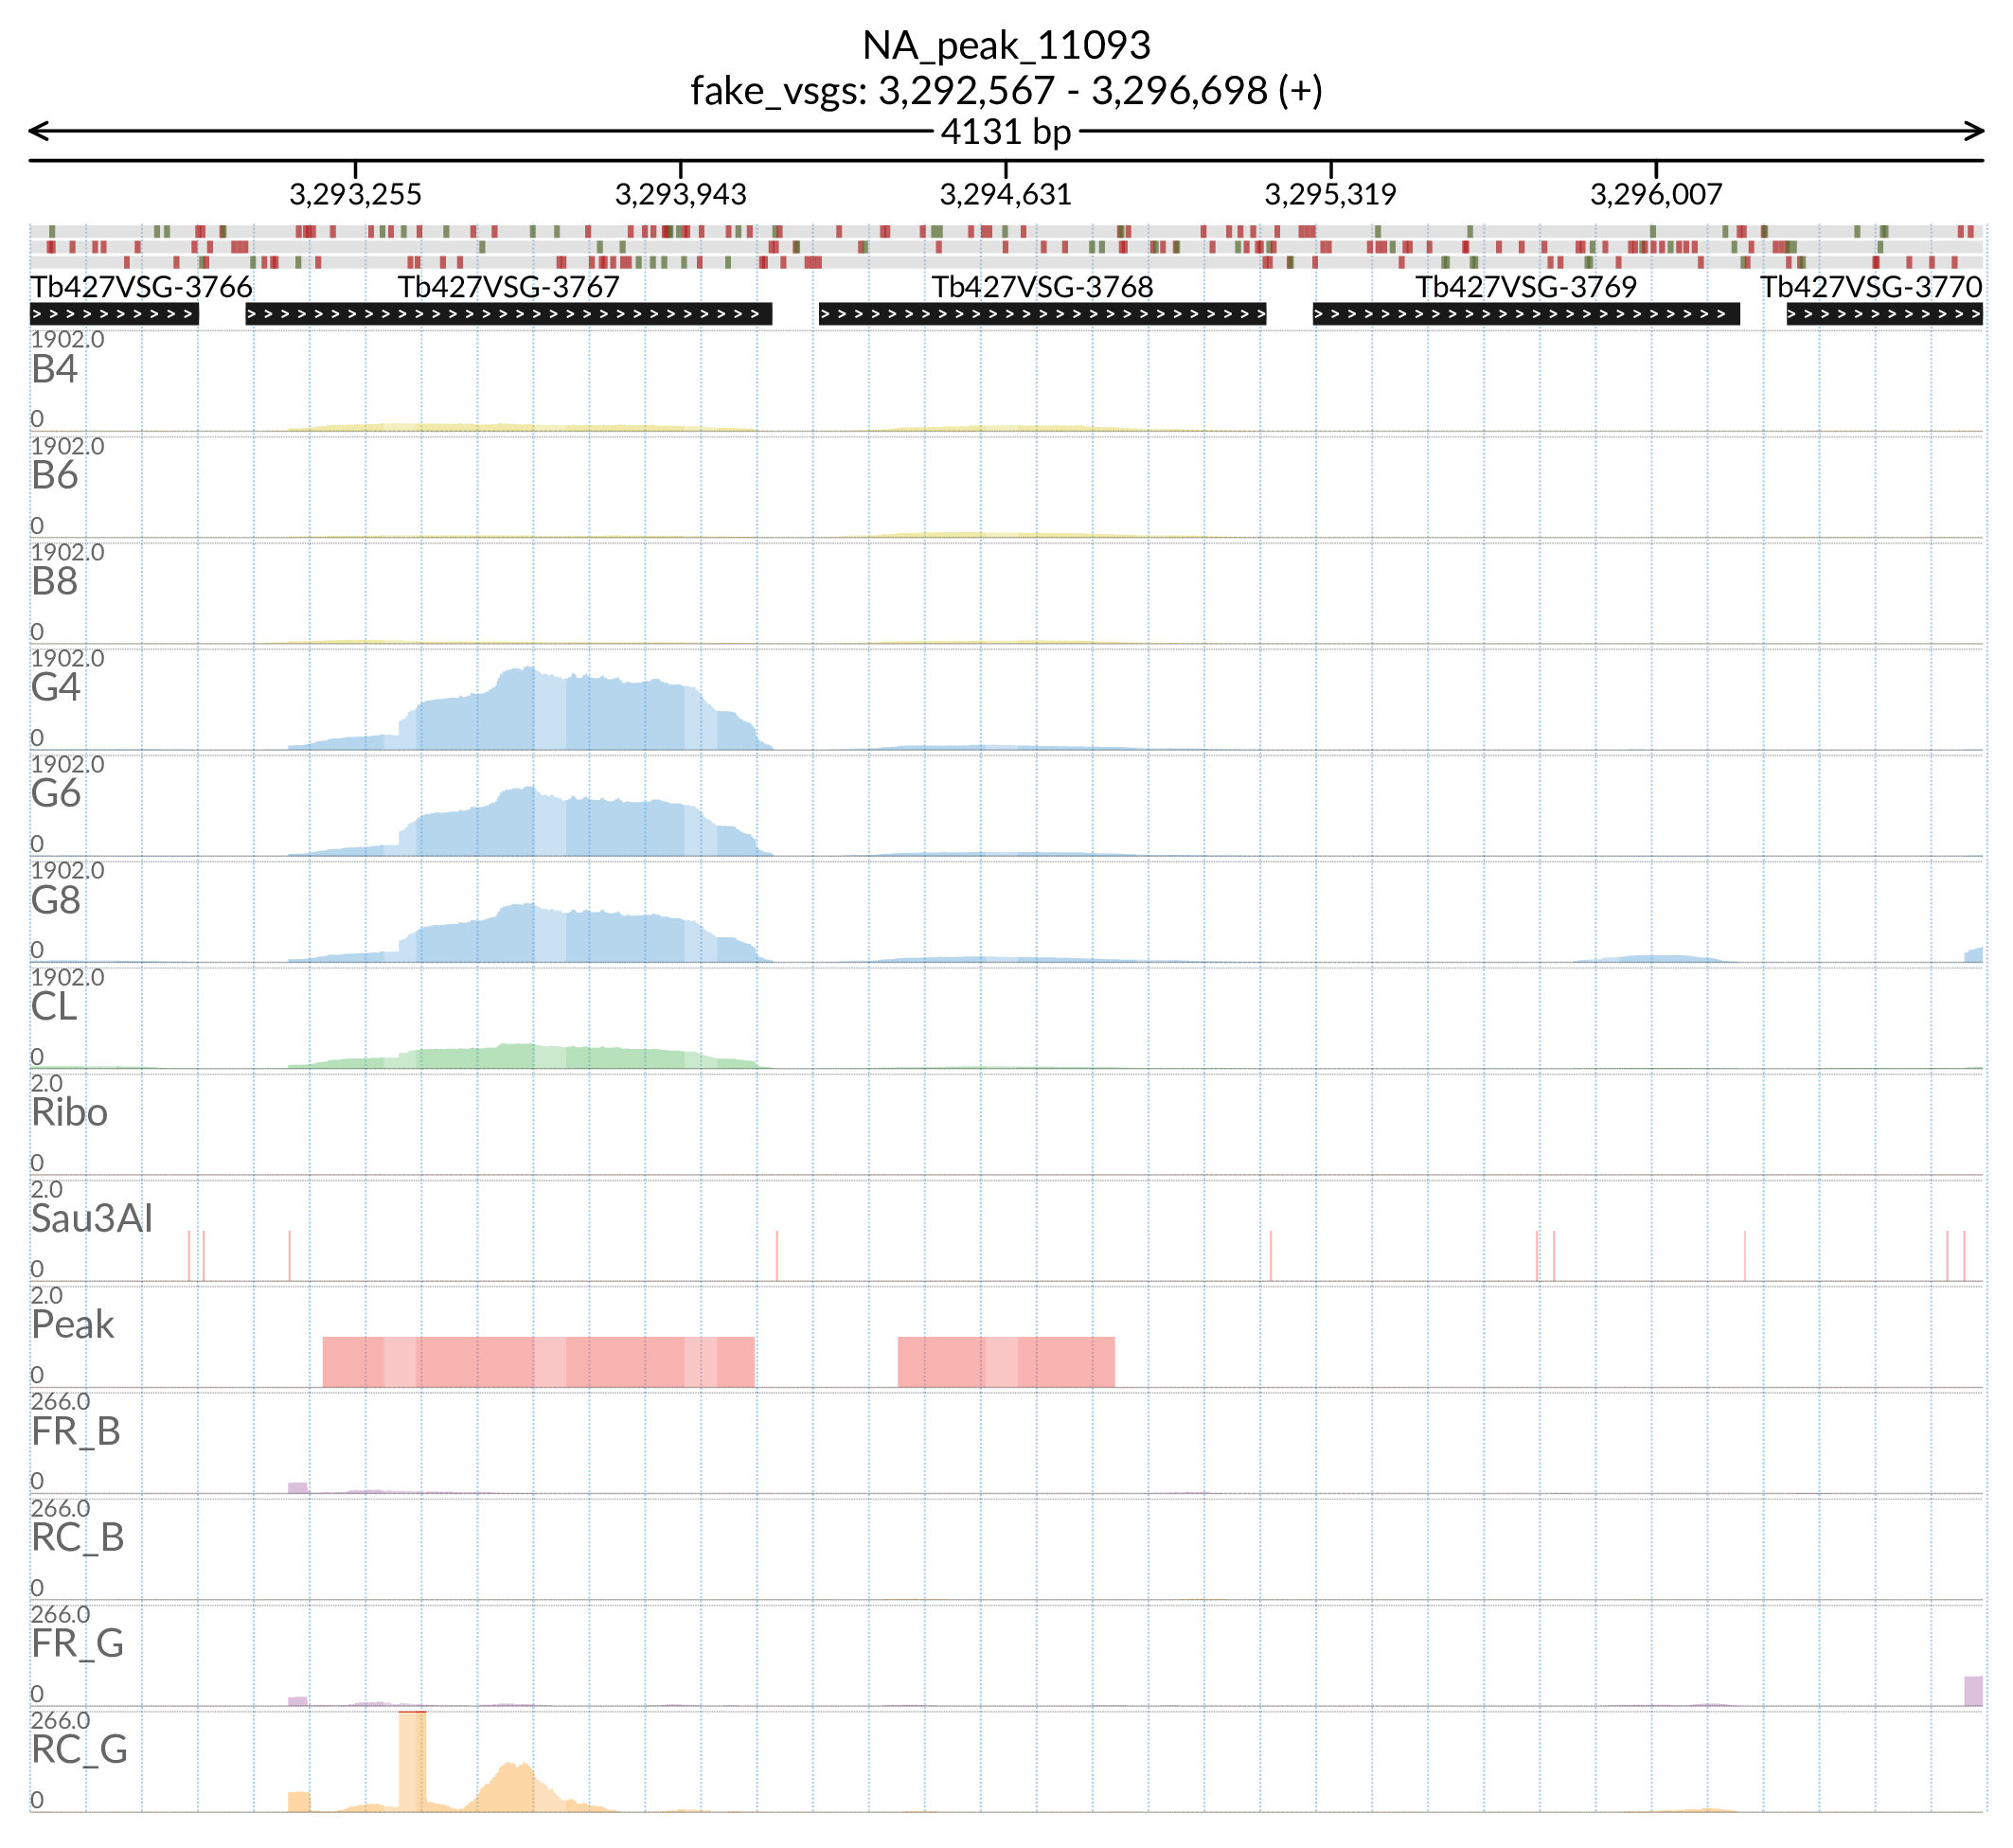 NA_peak_11093
fake_vsgs: 3,292,567 - 3,296,698 (+)
4131 bp
3,293,255 3,293,943 3,294,631 3,295,319 3,296,007
Tb427VSG-3766 Tb427VSG-3767 Tb427VSG-3768 Tb427VSG-3769 Tb427VSG-3770
1902.0
B4
0
1902.0
B6
0
1902.0
B8
0
1902.0
G4
0
1902.0
G6
0
1902.0
G8
0
1902.0
CL
0
2.0
Ribo
0
2.0
Sau3AI
0
2.0
Peak
0
266.0
FR_B
0
266.0
RC_B
0
266.0
FR_G
0
266.0
RC_G
0